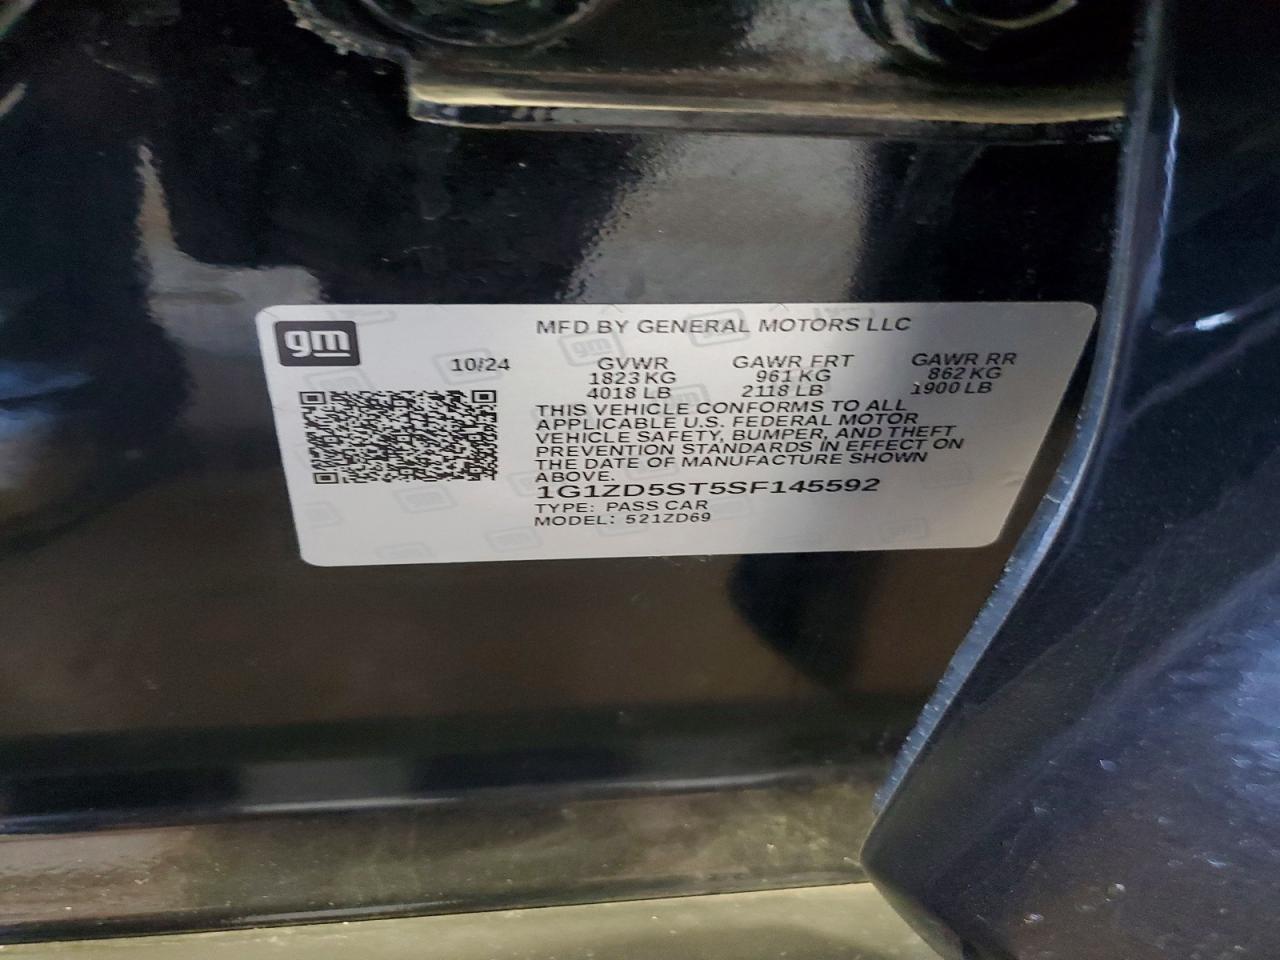 gm
MFD BY GENERAL MOTORS LLC
10/24 GVWR GAWR FRT GAWR RR
1823 KG 961 KG 862 KG
4018 LB 2118 LB 1900 LB
THIS VEHICLE CONFORMS TO ALL
APPLICABLE U.S. FEDERAL MOTOR
VEHICLE SAFETY, BUMPER, AND THEFT
PREVENTION STANDARDS IN EFFECT ON
THE DATE OF MANUFACTURE SHOWN
ABOVE.
1G1ZD5ST5SF145592
TYPE: PASS CAR
MODEL: 521ZD69